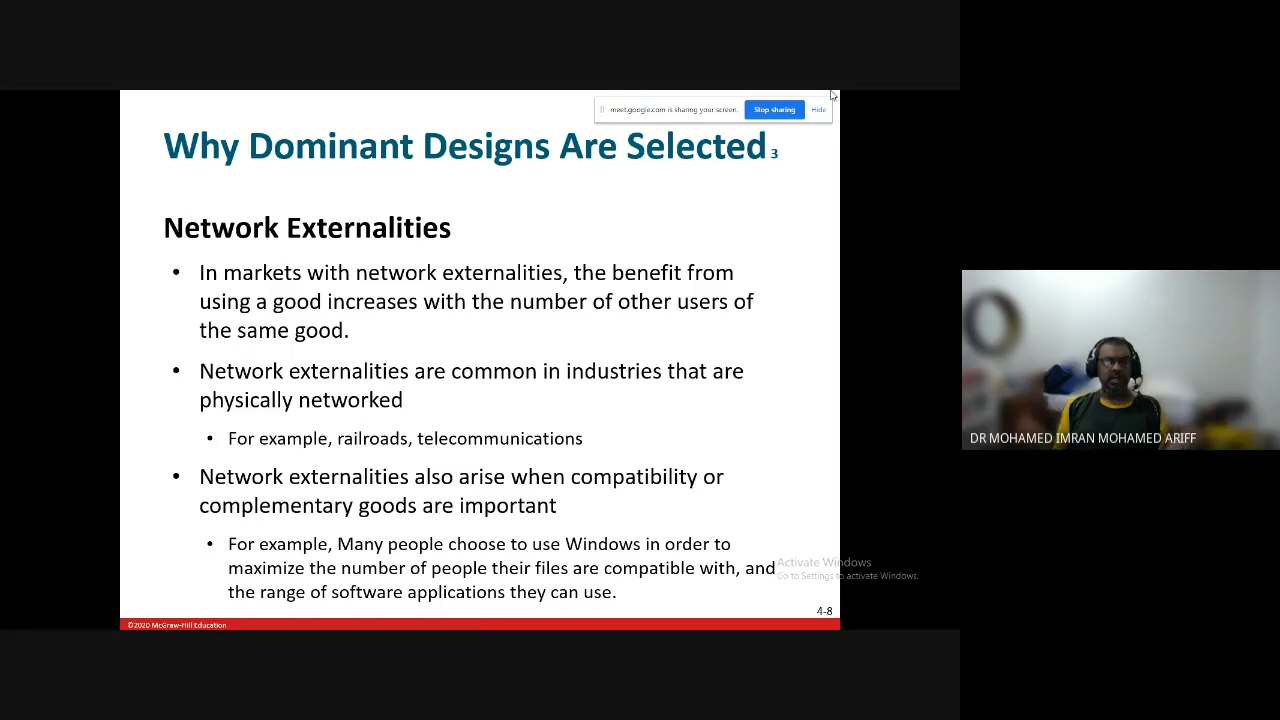 meet.google.com is sharing your screen.
Stop sharing
Hide
Why Dominant Designs Are Selected 3
Network Externalities
• In markets with network externalities, the benefit from
using a good increases with the number of other users of
the same good.
• Network externalities are common in industries that are
physically networked
• For example, railroads, telecommunications
• Network externalities also arise when compatibility or
complementary goods are important
• For example, Many people choose to use Windows in order to
maximize the number of people their files are compatible with, and
the range of software applications they can use.
Activate Windows
Go to Settings to activate Windows.
4-8
©2020 McGraw-Hill Education
DR MOHAMED IMRAN MOHAMED ARIFF